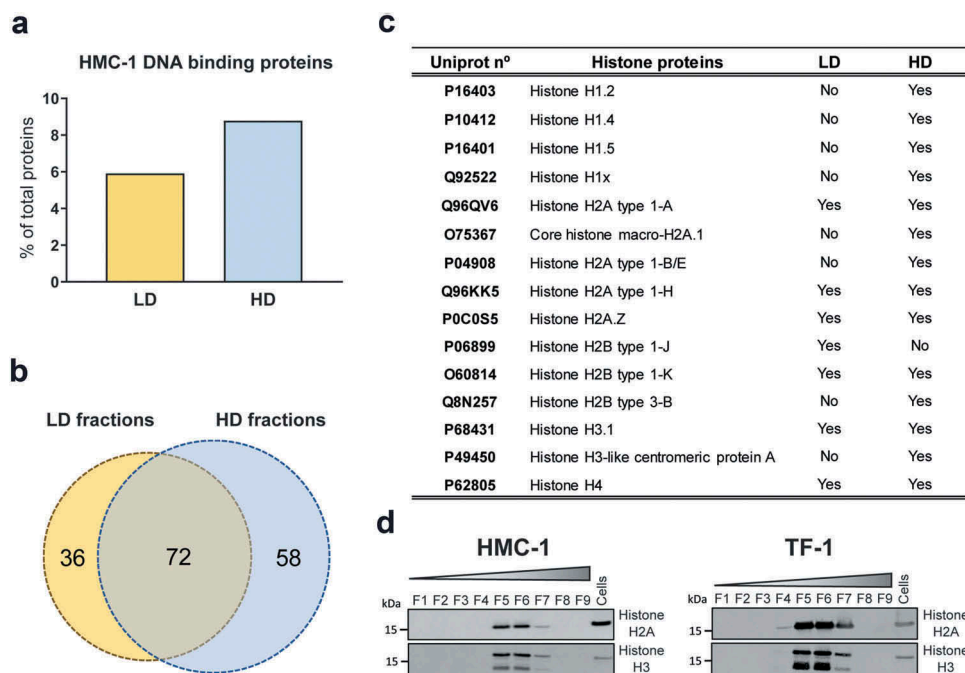 a
HMC-1 DNA binding proteins
% of total proteins
10
8
6
4
2
0
LD
HD
b
LD fractions
HD fractions
36
72
58
c
Uniprot nº Histone proteins LD HD
P16403 Histone H1.2 No Yes
P10412 Histone H1.4 No Yes
P16401 Histone H1.5 No Yes
Q92522 Histone H1x No Yes
Q96QV6 Histone H2A type 1-A Yes Yes
O75367 Core histone macro-H2A.1 No Yes
P04908 Histone H2A type 1-B/E No Yes
Q96KK5 Histone H2A type 1-H Yes Yes
P0C0S5 Histone H2A.Z Yes Yes
P06899 Histone H2B type 1-J Yes No
O60814 Histone H2B type 1-K Yes Yes
Q8N257 Histone H2B type 3-B No Yes
P68431 Histone H3.1 Yes Yes
P49450 Histone H3-like centromeric protein A No Yes
P62805 Histone H4 Yes Yes
d
HMC-1
kDa F1 F2 F3 F4 F5 F6 F7 F8 F9 Cells
15
Histone
H2A
15
Histone
H3
TF-1
kDa F1 F2 F3 F4 F5 F6 F7 F8 F9 Cells
15
Histone
H2A
15
Histone
H3